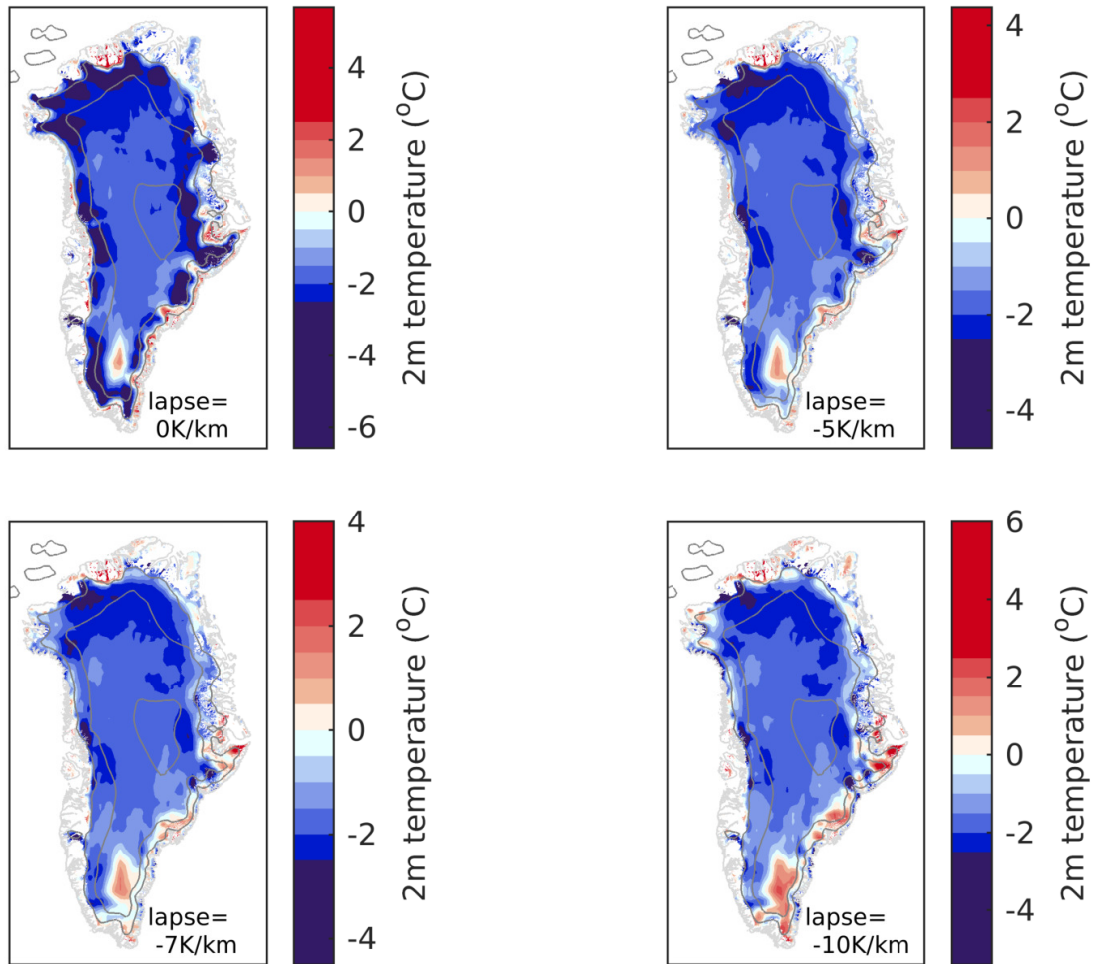 4
2
0
-2
-4
-6
2m temperature (°C)
lapse=
0K/km
4
2
0
-2
-4
2m temperature (°C)
lapse=
-5K/km
4
2
0
-2
-4
2m temperature (°C)
lapse=
-7K/km
6
4
2
0
-2
-4
2m temperature (°C)
lapse=
-10K/km